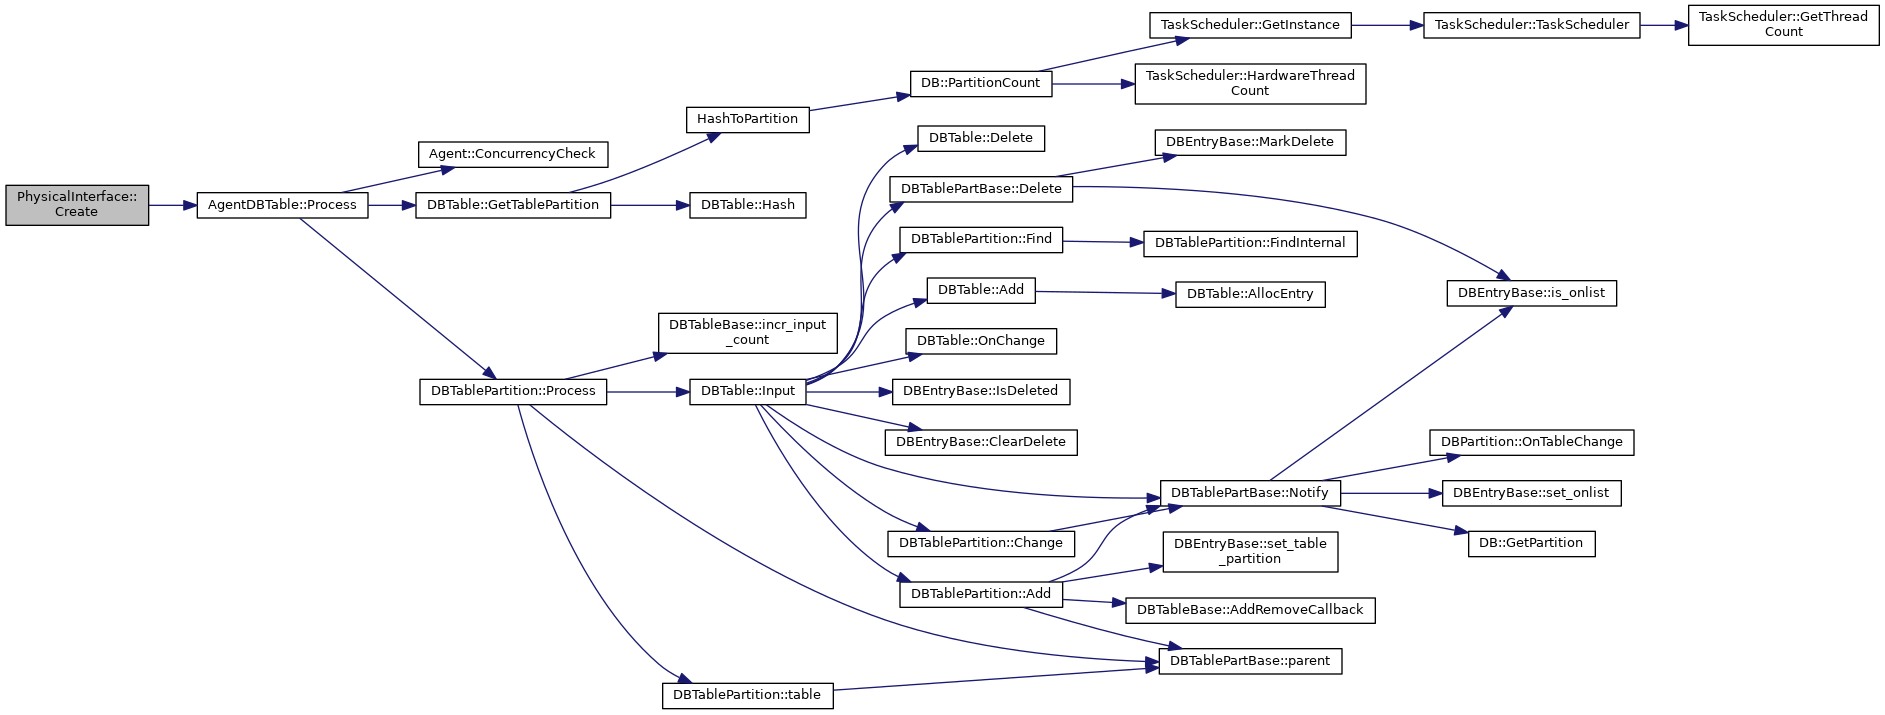 PhysicalInterface::
Create
AgentDBTable::Process
Agent::ConcurrencyCheck
DBTable::GetTablePartition
HashToPartition
DB::PartitionCount
TaskScheduler::GetInstance
TaskScheduler::TaskScheduler
TaskScheduler::GetThread
Count
TaskScheduler::HardwareThread
Count
DBTable::Hash
DBTablePartition::Process
DBTableBase::incr_input
_count
DBTable::Input
DBTable::Delete
DBTablePartBase::Delete
DBEntryBase::MarkDelete
DBEntryBase::is_onlist
DBTablePartition::Find
DBTablePartition::FindInternal
DBTable::Add
DBTable::AllocEntry
DBTable::OnChange
DBEntryBase::IsDeleted
DBEntryBase::ClearDelete
DBTablePartBase::Notify
DBPartition::OnTableChange
DBEntryBase::set_onlist
DB::GetPartition
DBTablePartition::Change
DBTablePartition::Add
DBEntryBase::set_table
_partition
DBTableBase::AddRemoveCallback
DBTablePartBase::parent
DBTablePartition::table